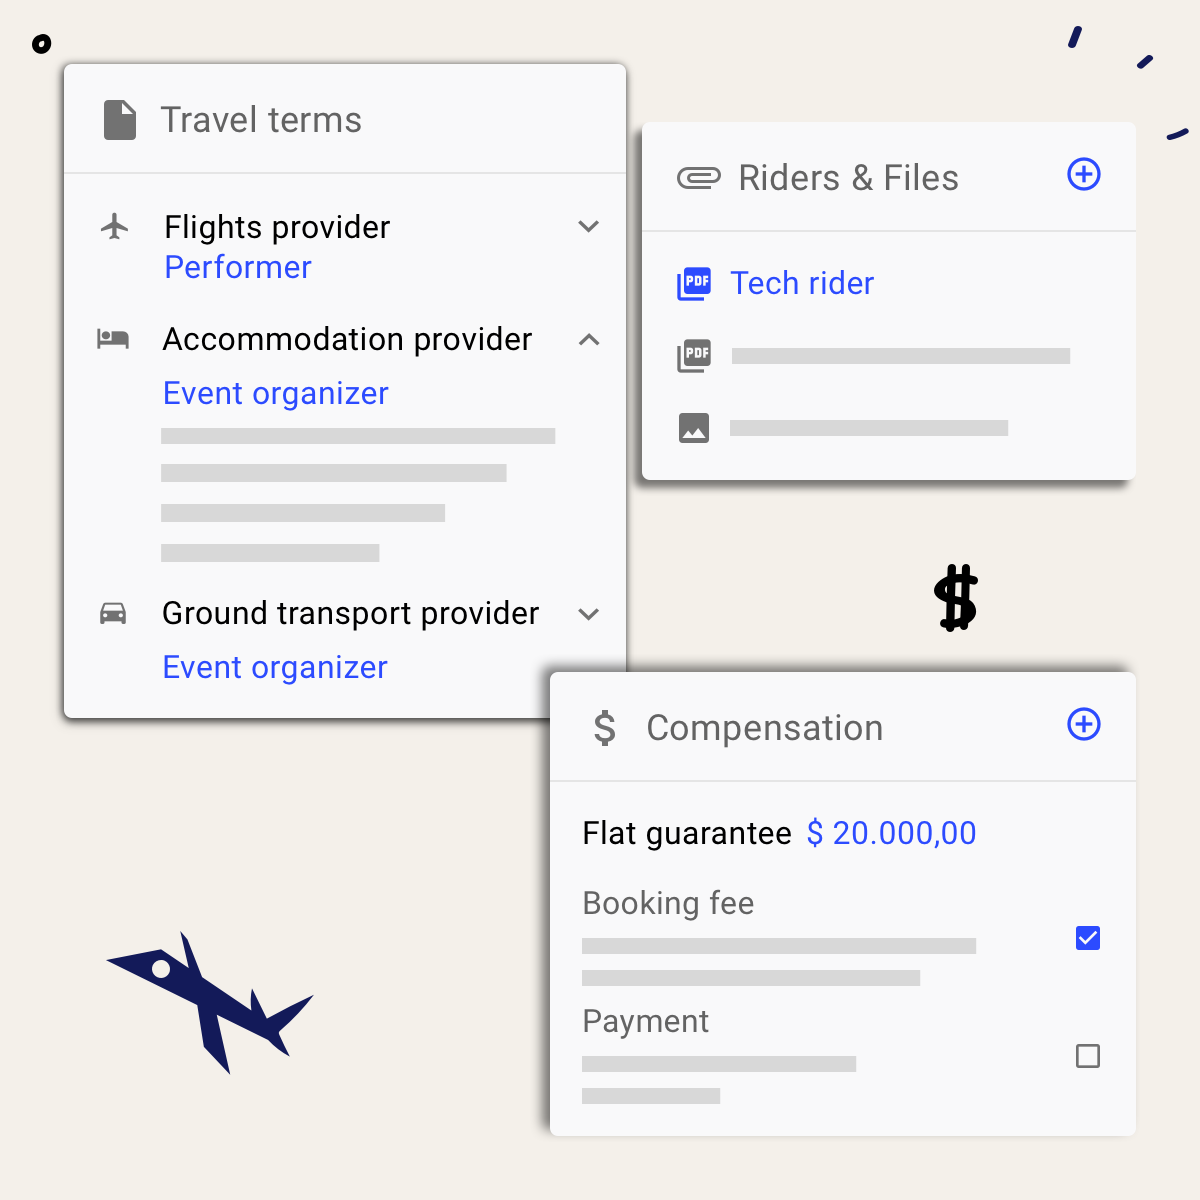 Travel terms
Flights provider
Performer
Accommodation provider
Event organizer
Ground transport provider
Event organizer
Riders & Files
PDF Tech rider
PDF
$
$ Compensation
Flat guarantee $ 20.000,00
Booking fee
Payment